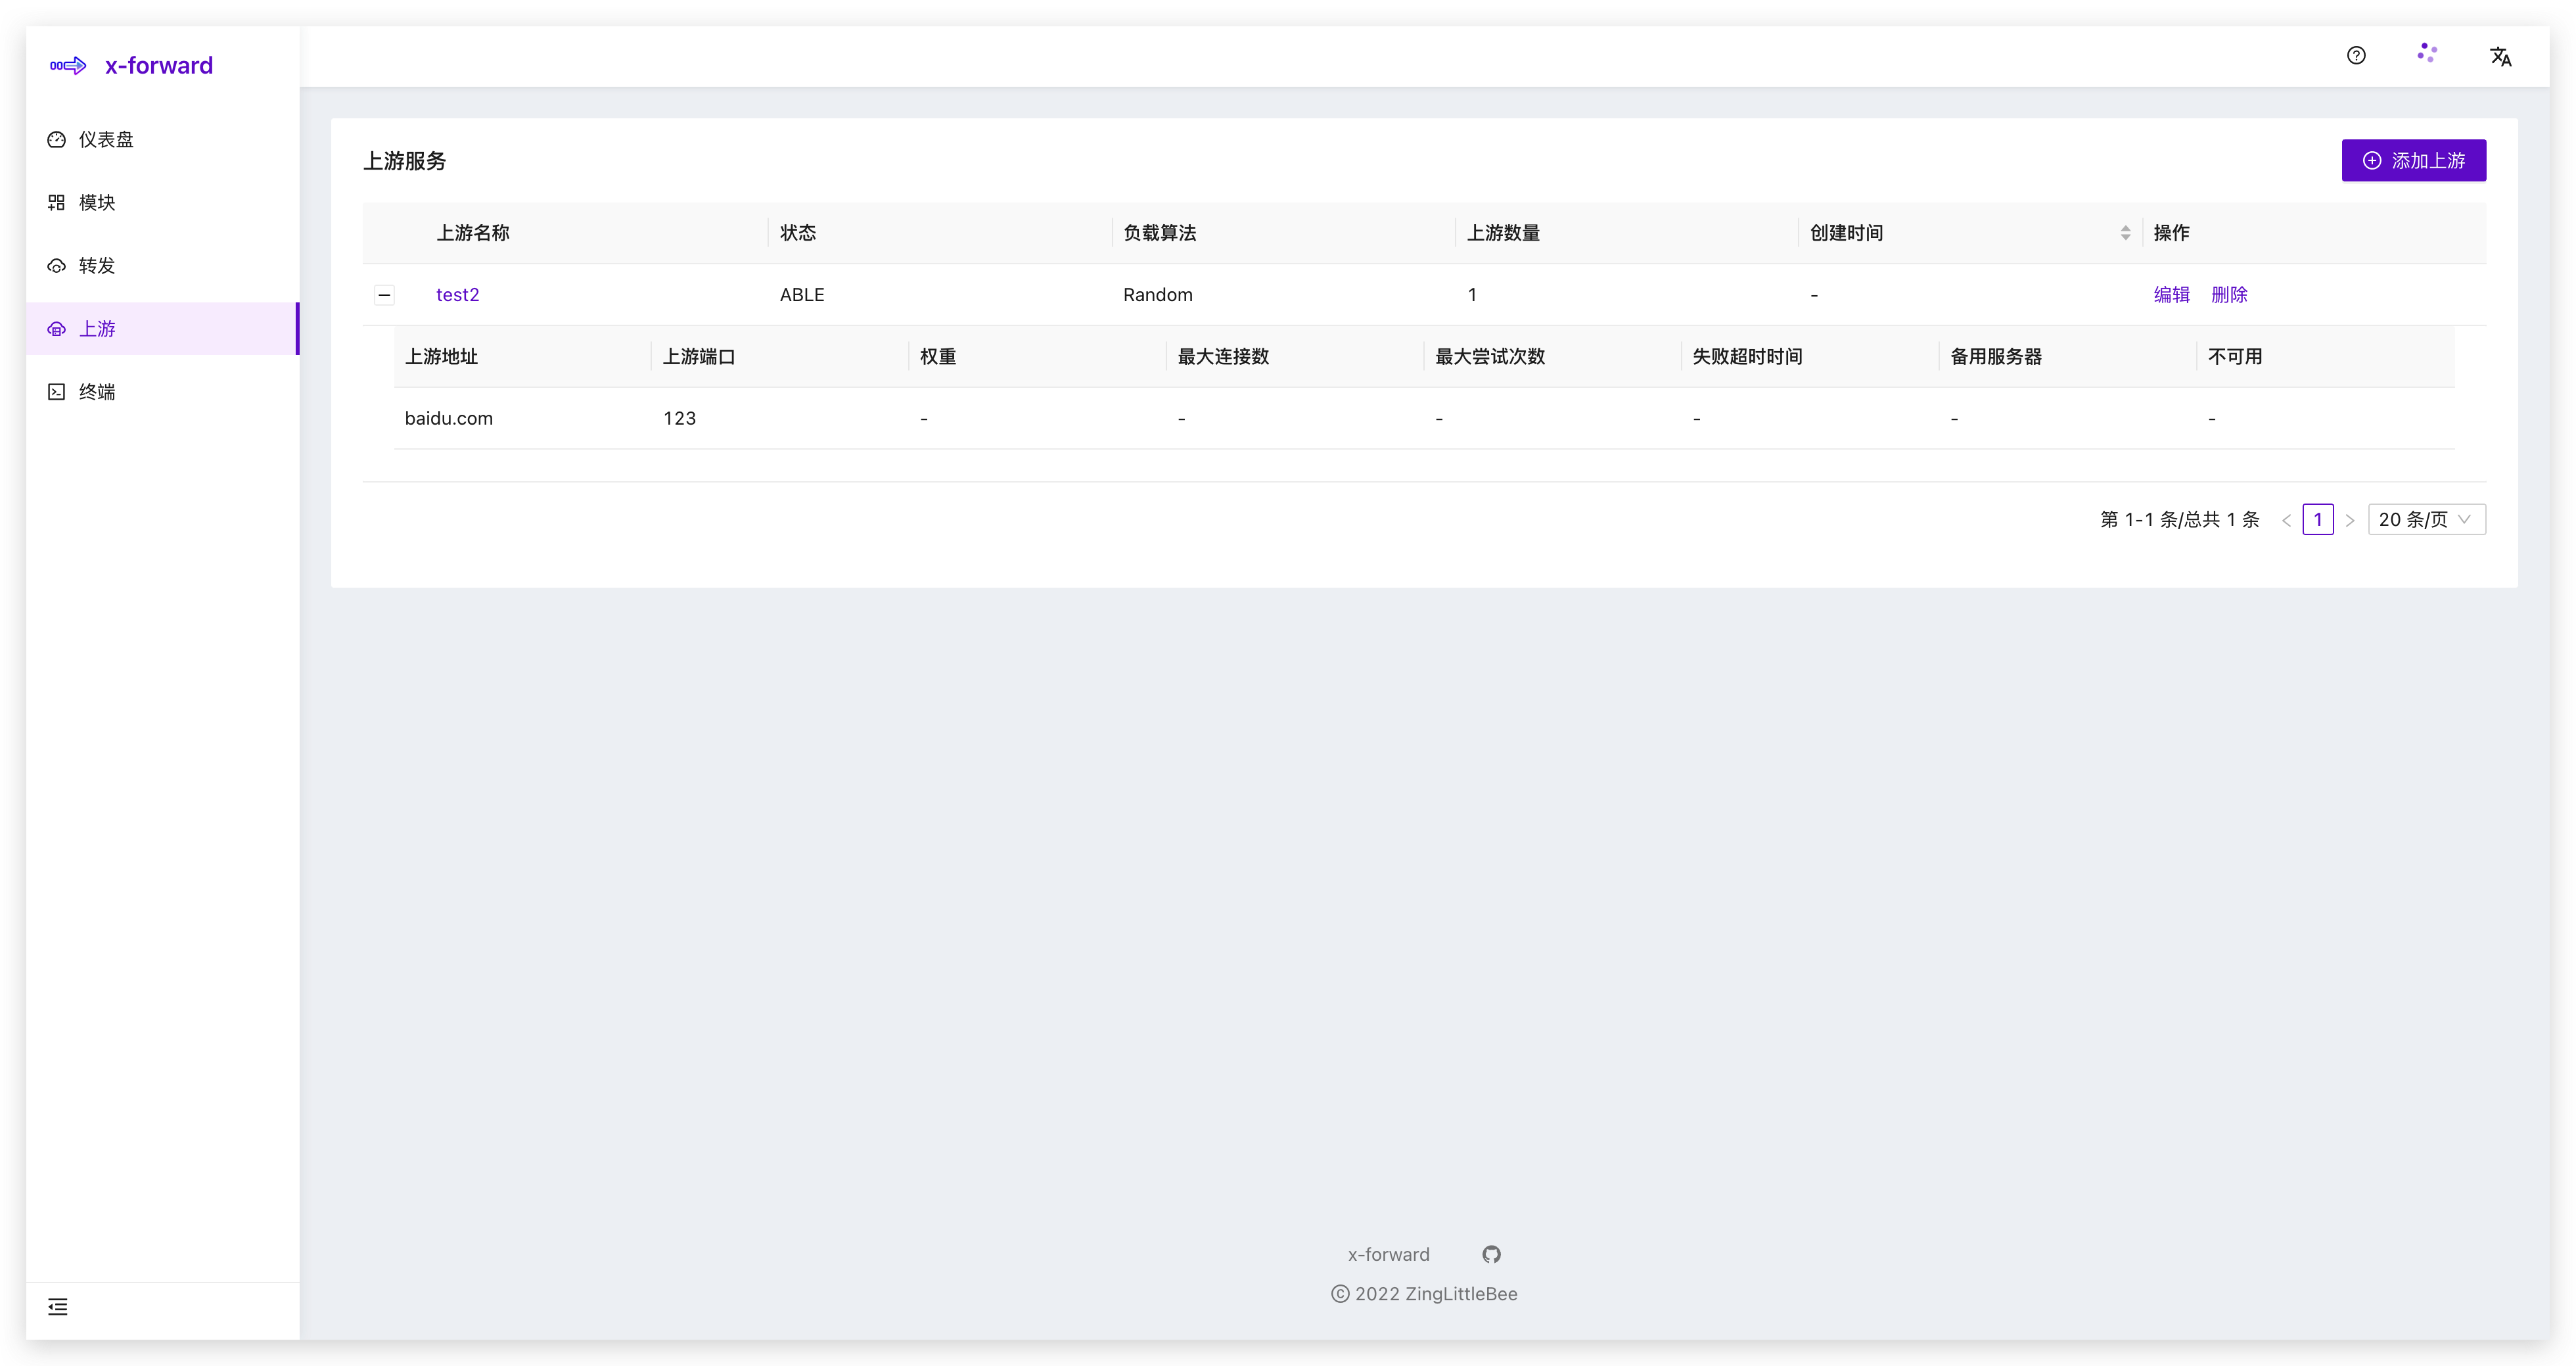 x-forward
仪表盘
模块
转发
上游
终端
上游服务
添加上游
上游名称 状态 负载算法 上游数量 创建时间 操作
test2 ABLE Random 1 - 编辑 删除
上游地址 上游端口 权重 最大连接数 最大尝试次数 失败超时时间 备用服务器 不可用
baidu.com 123 - - - - - -
第 1-1 条/总共 1 条 1 20 条/页
x-forward
© 2022 ZingLittleBee